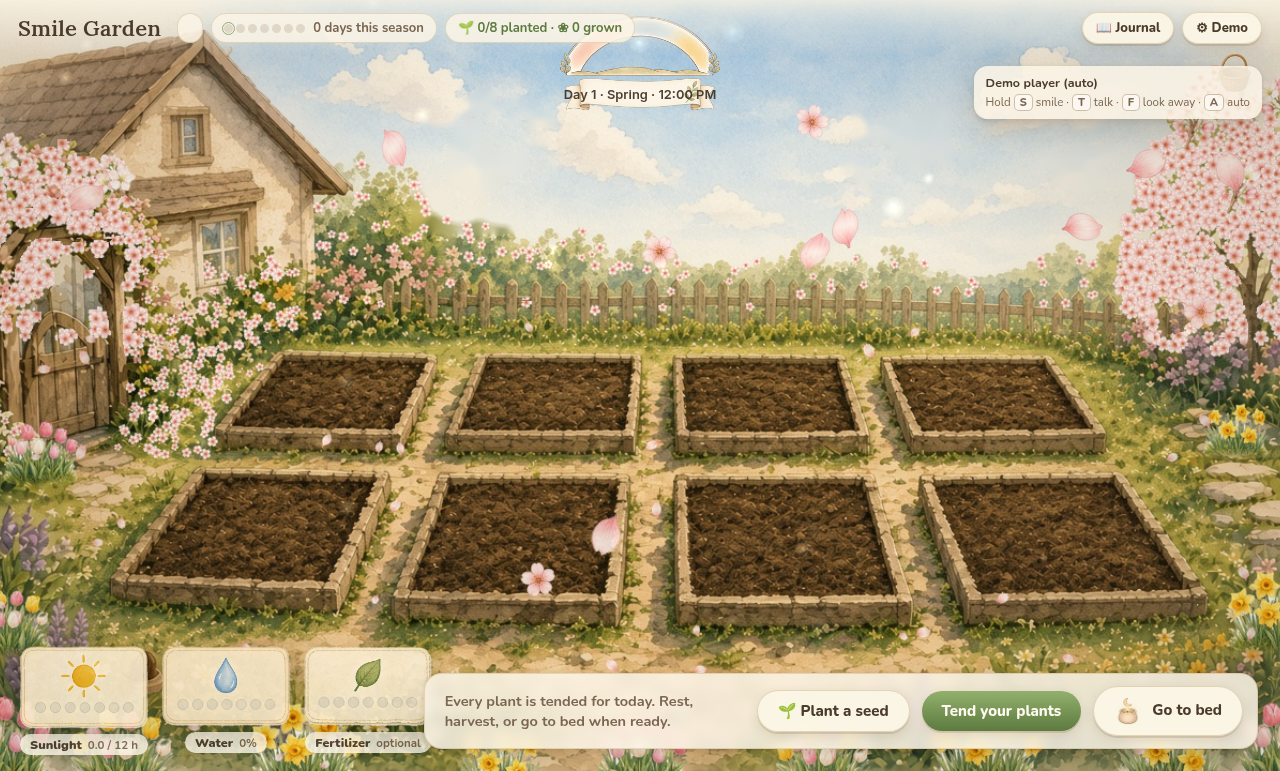 Smile Garden
0 days this season
🌱 0/8 planted · ❀ 0 grown
📖 Journal
⚙ Demo
Day 1 · Spring · 12:00 PM
Demo player (auto)
Hold S smile · T talk · F look away · A auto
Every plant is tended for today. Rest,
harvest, or go to bed when ready.
🌱 Plant a seed
Tend your plants
Go to bed
Sunlight 0.0 / 12 h
Water 0%
Fertilizer optional